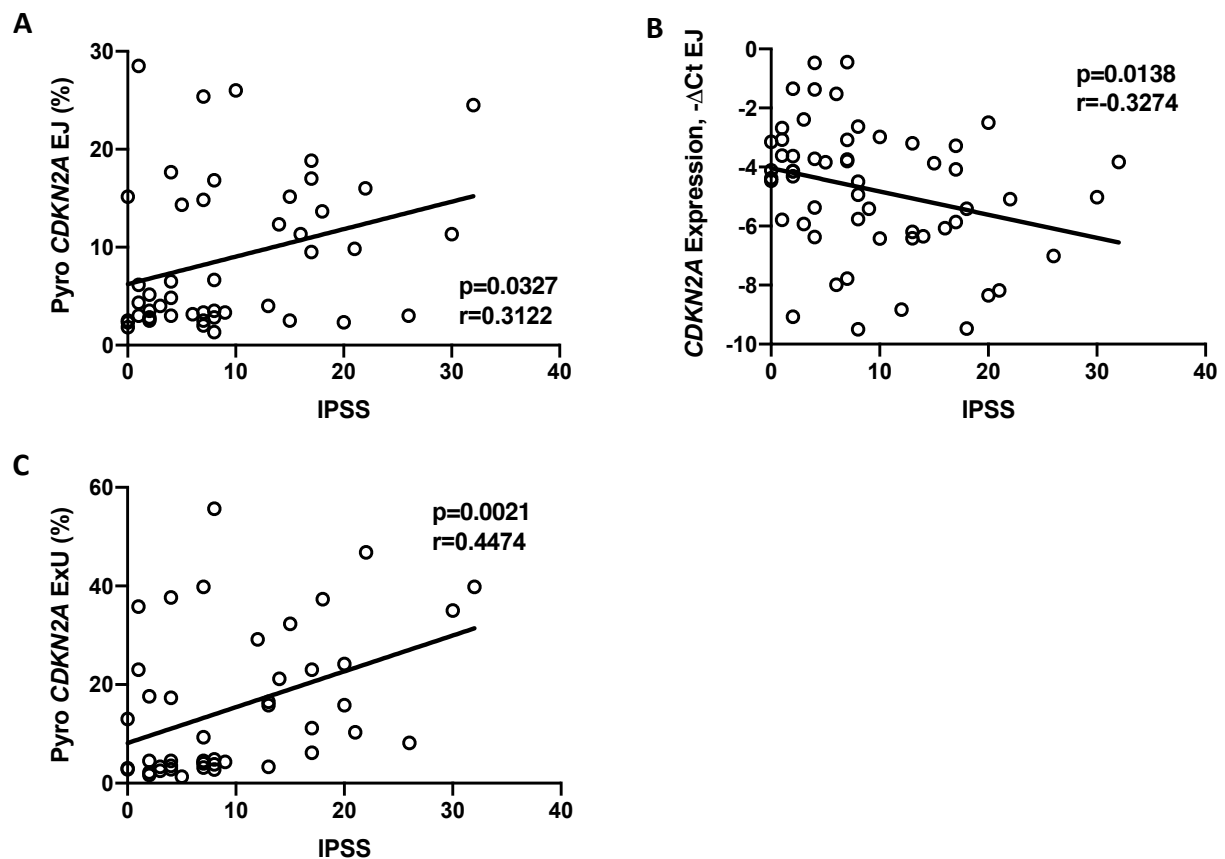 A
Pyro CDKN2A EJ (%)
30
20
10
0
0 10 20 30 40
IPSS
p=0.0327
r=0.3122
B
CDKN2A Expression, -ΔCt EJ
0
-2
-4
-6
-8
-10
0 10 20 30 40
IPSS
p=0.0138
r=-0.3274
C
Pyro CDKN2A ExU (%)
60
40
20
0
0 10 20 30 40
IPSS
p=0.0021
r=0.4474